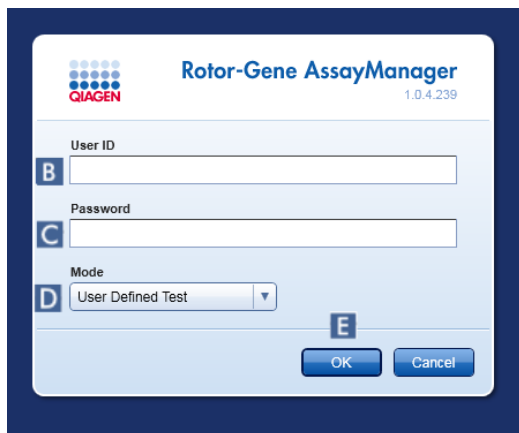 QIAGEN
Rotor-Gene AssayManager
1.0.4.239
User ID
B
Password
C
Mode
D User Defined Test
E
OK Cancel